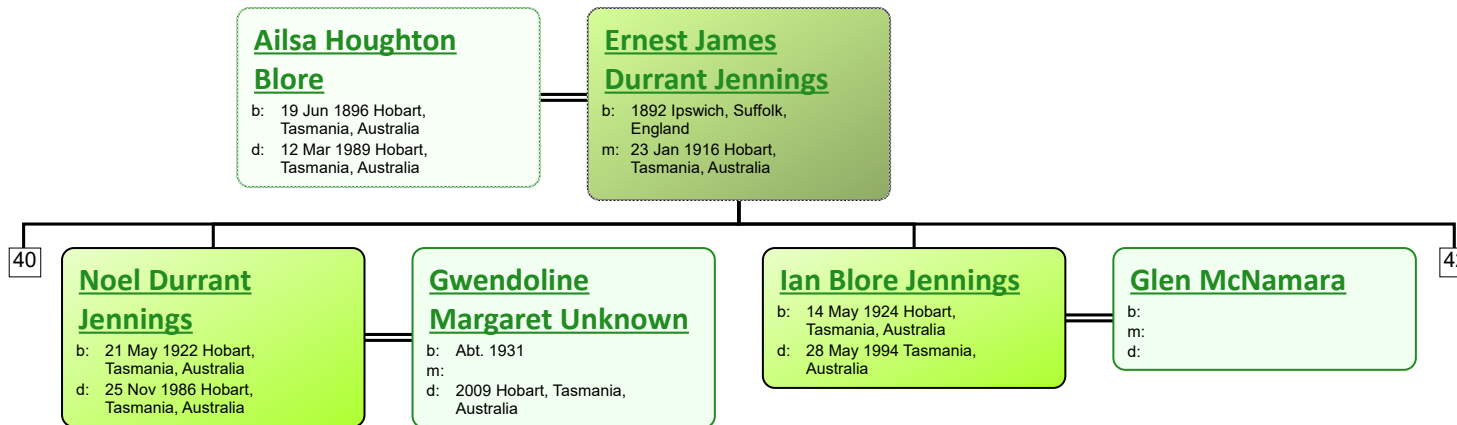 Ailsa Houghton
Blore
b: 19 Jun 1896 Hobart,
Tasmania, Australia
d: 12 Mar 1989 Hobart,
Tasmania, Australia
Ernest James
Durrant Jennings
b: 1892 Ipswich, Suffolk,
England
m: 23 Jan 1916 Hobart,
Tasmania, Australia
40
Noel Durrant
Jennings
b: 21 May 1922 Hobart,
Tasmania, Australia
d: 25 Nov 1986 Hobart,
Tasmania, Australia
Gwendoline
Margaret Unknown
b: Abt. 1931
m:
d: 2009 Hobart, Tasmania,
Australia
Ian Blore Jennings
b: 14 May 1924 Hobart,
Tasmania, Australia
d: 28 May 1994 Tasmania,
Australia
Glen McNamara
b:
m:
d: